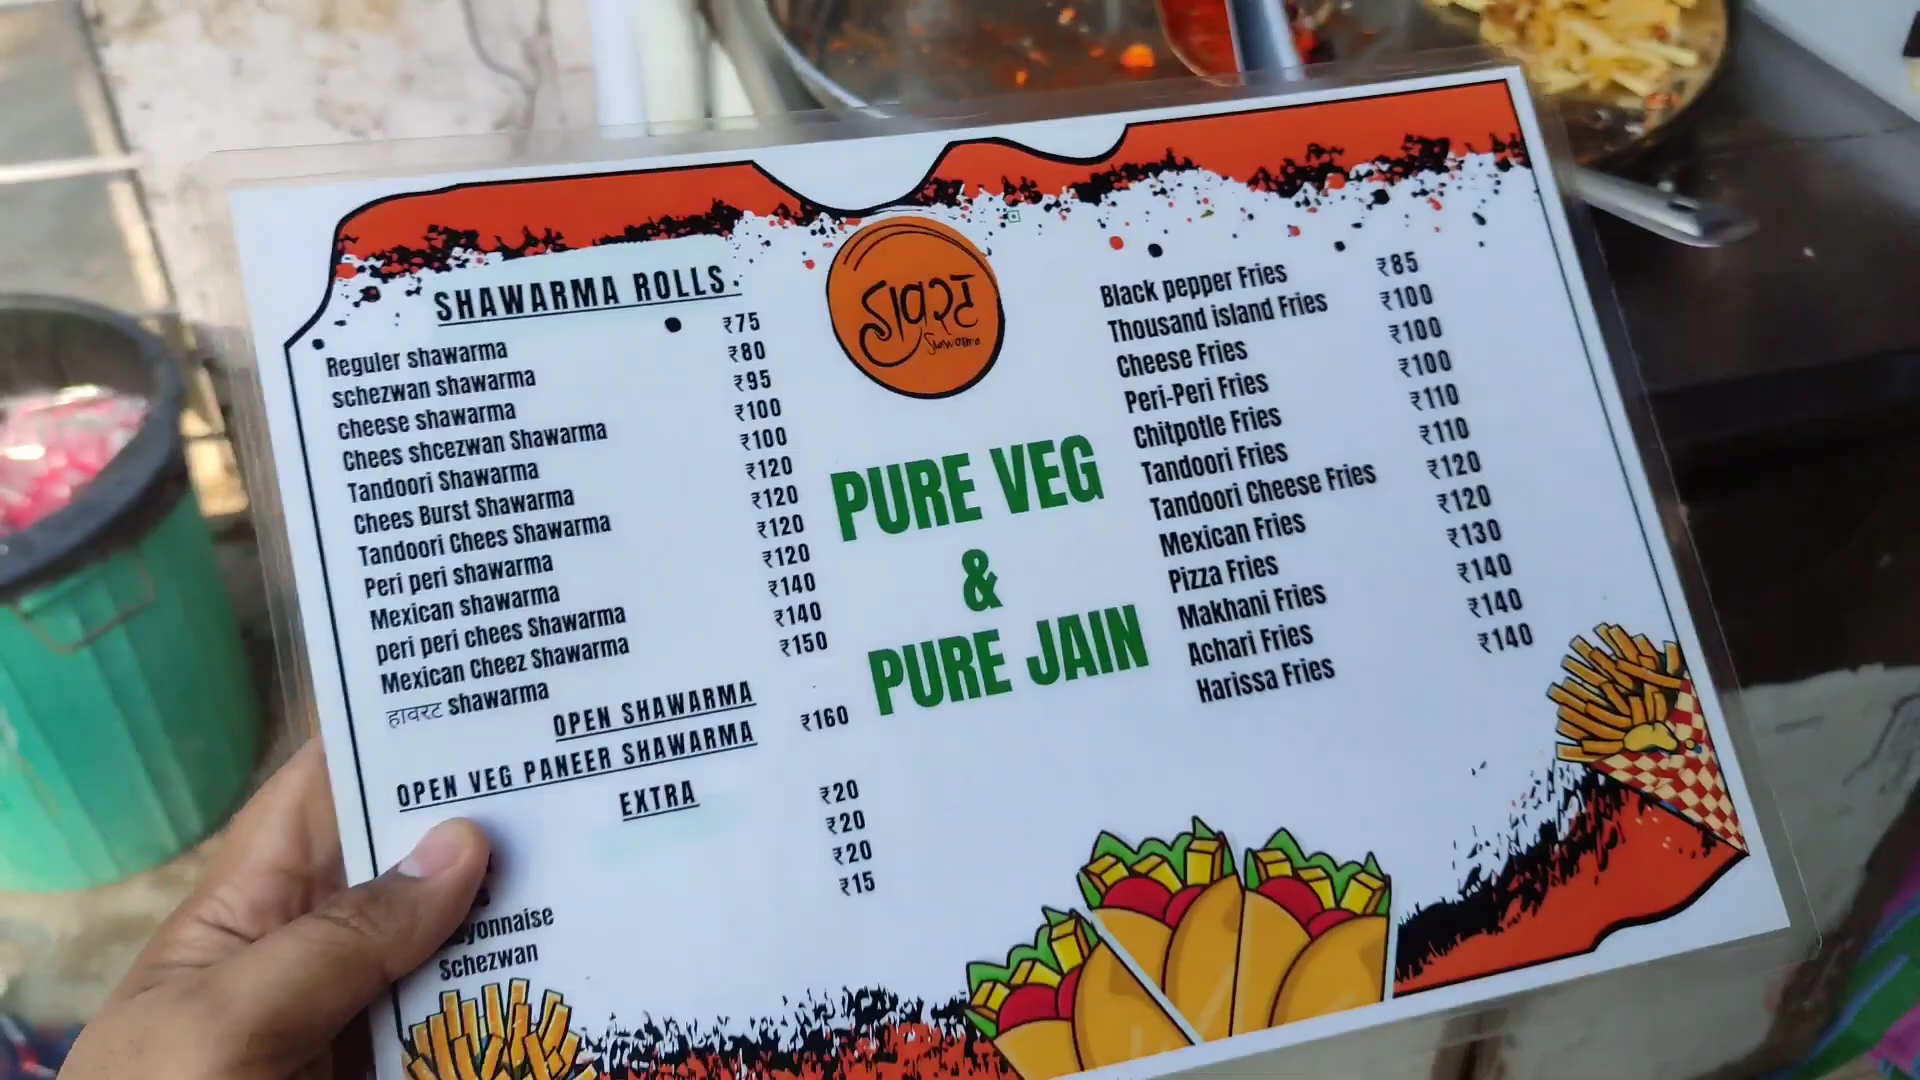 SHAWARMA ROLLS.
Reguler shawarma ₹75
schezwan shawarma ₹80
cheese shawarma ₹95
Chees shcezwan Shawarma ₹100
Tandoori Shawarma ₹100
Chees Burst Shawarma ₹120
Tandoori Chees Shawarma ₹120
Peri peri shawarma ₹120
Mexican shawarma ₹120
peri peri chees Shawarma ₹140
Mexican Cheez Shawarma ₹140
हावरट shawarma ₹150
OPEN SHAWARMA
OPEN VEG PANEER SHAWARMA ₹160
EXTRA
₹20
₹20
yonnaise ₹20
Schezwan ₹15
हावरट
Shawarma
PURE VEG
&
PURE JAIN
Black pepper Fries ₹85
Thousand island Fries ₹100
Cheese Fries ₹100
Peri-Peri Fries ₹100
Chitpotle Fries ₹110
Tandoori Fries ₹110
Tandoori Cheese Fries ₹120
Mexican Fries ₹120
Pizza Fries ₹130
Makhani Fries ₹140
Achari Fries ₹140
Harissa Fries ₹140